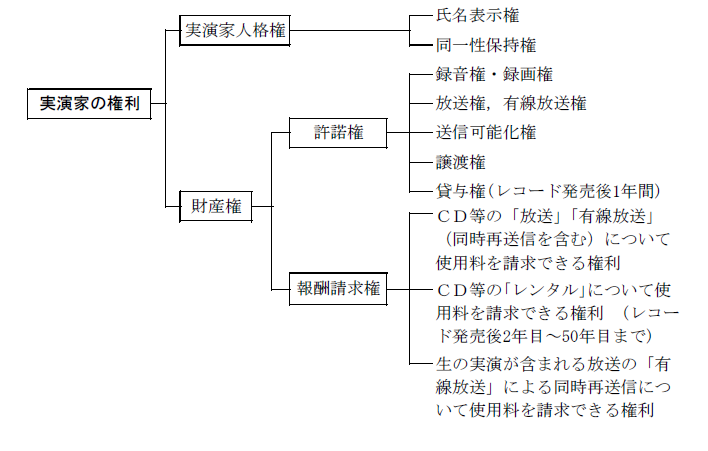 実演家の権利
実演家人格権
氏名表示権
同一性保持権
財産権
許諾権
録音権・録画権
放送権，有線放送権
送信可能化権
譲渡権
貸与権（レコード発売後1年間）
報酬請求権
ＣＤ等の「放送」「有線放送」
（同時再送信を含む）について
使用料を請求できる権利
ＣＤ等の「レンタル」について使
用料を請求できる権利　（レコー
ド発売後2年目～50年目まで）
生の実演が含まれる放送の「有
線放送」による同時再送信につ
いて使用料を請求できる権利